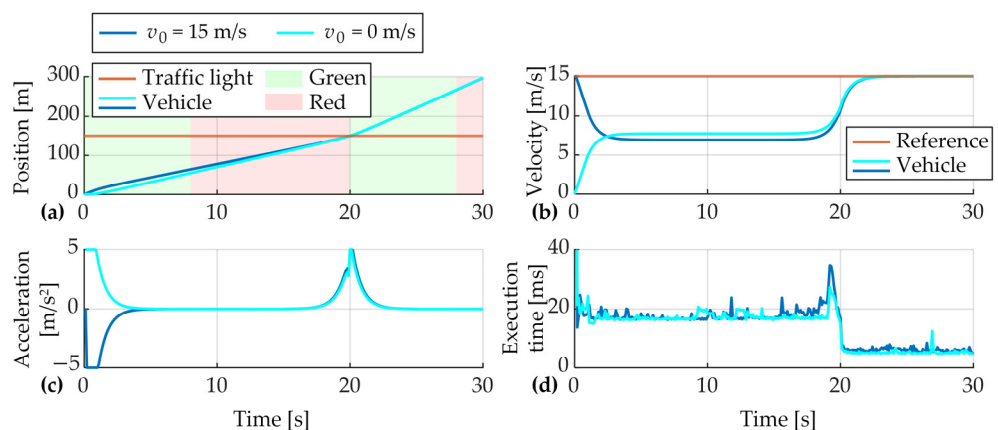 v₀ = 15 m/s v₀ = 0 m/s
Traffic light Green
Vehicle Red
Position [m]
300
200
100
0
0 10 20 30
(a)
Velocity [m/s]
15
10
5
0
Reference
Vehicle
0 10 20 30
(b)
Acceleration
[m/s²]
5
0
−5
0 10 20 30
(c)
Time [s]
Execution
time [ms]
40
20
0
0 10 20 30
(d)
Time [s]